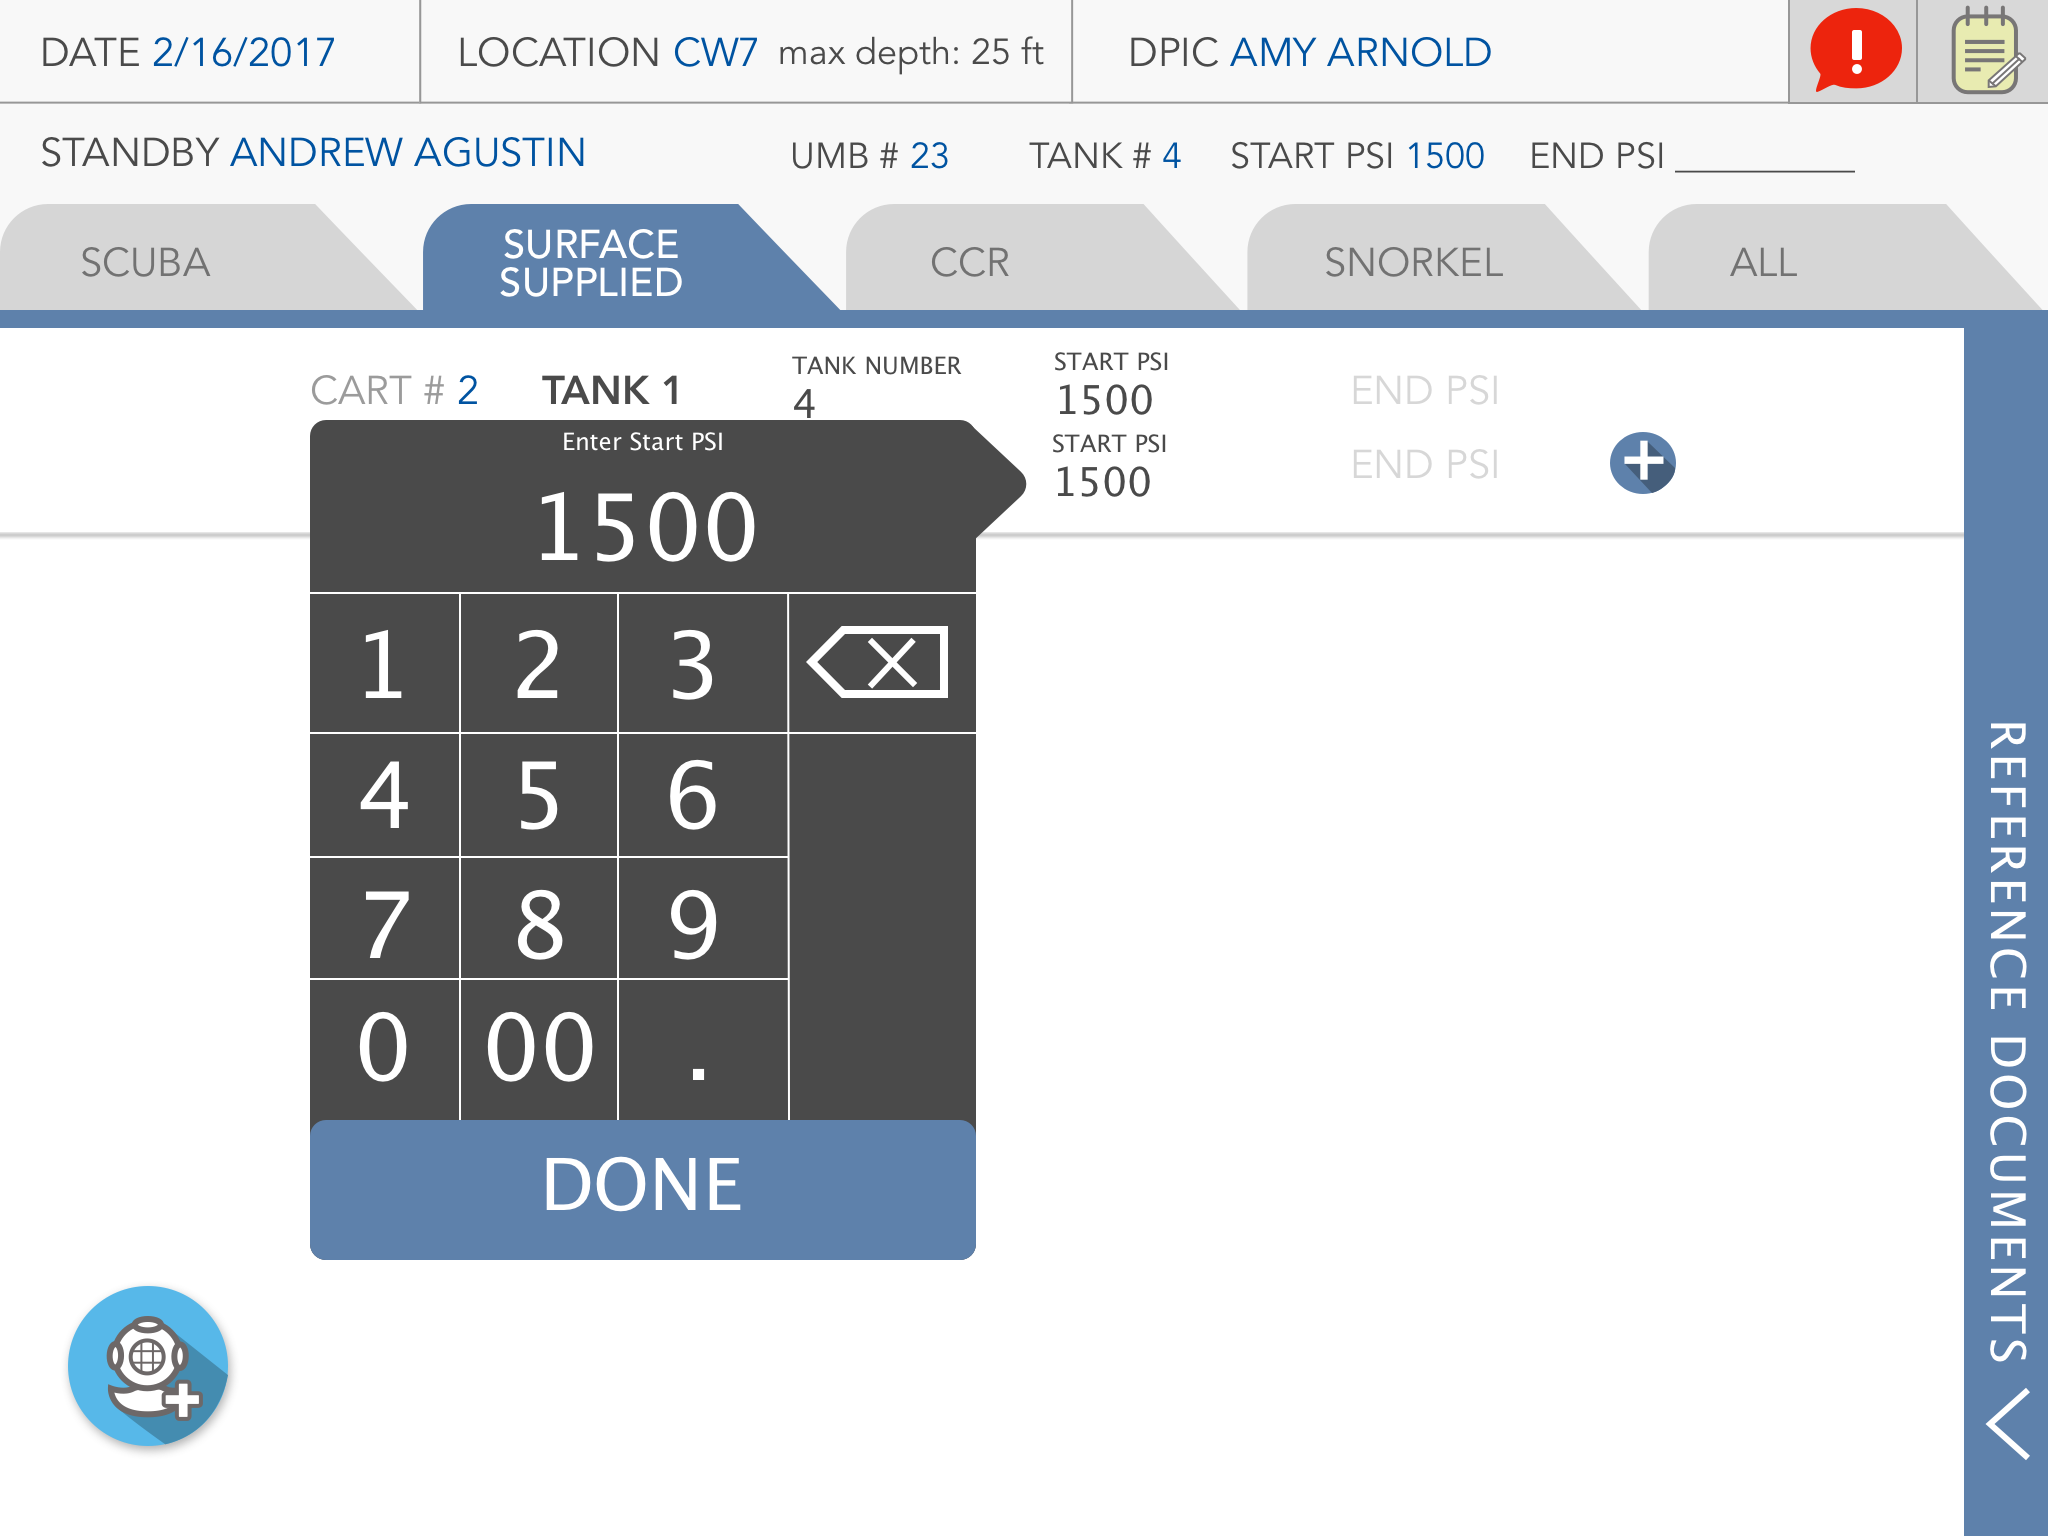 DATE 2/16/2017
LOCATION CW7 max depth: 25 ft
DPIC AMY ARNOLD
STANDBY ANDREW AGUSTIN
UMB # 23
TANK # 4
START PSI 1500
END PSI
SCUBA
SURFACE
SUPPLIED
CCR
SNORKEL
ALL
CART # 2
TANK 1
TANK NUMBER
4
START PSI
1500
END PSI
START PSI
1500
END PSI
Enter Start PSI
1500
1 2 3
4 5 6
7 8 9
0 00 .
DONE
REFERENCE DOCUMENTS